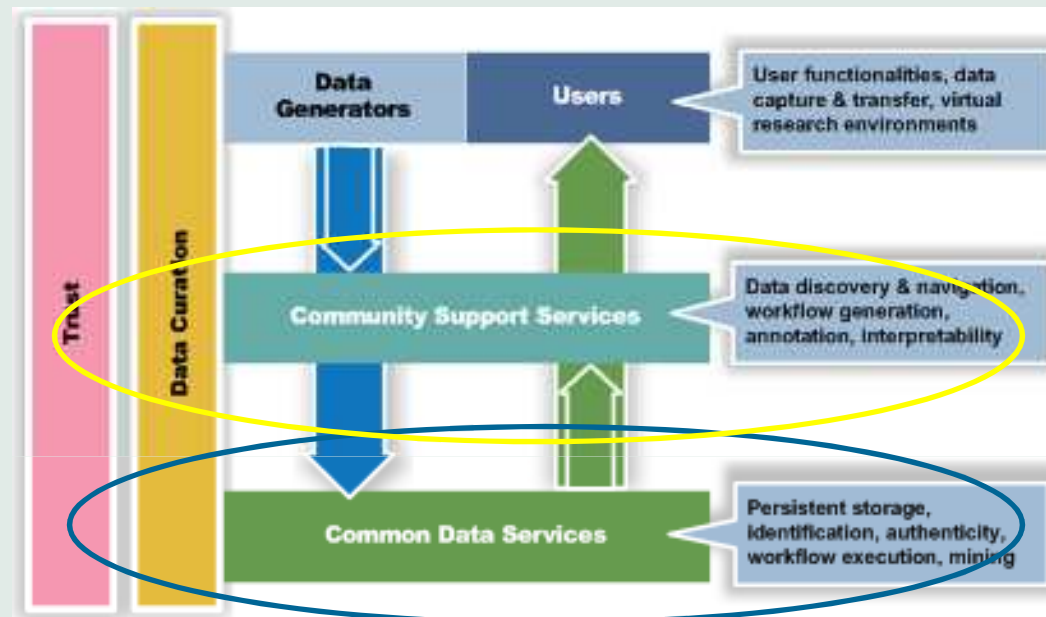 Trust
Data Curation
Data
Generators
Users
User functionalities, data
capture & transfer, virtual
research environments
Community Support Services
Data discovery & navigation,
workflow generation,
annotation, interpretability
Common Data Services
Persistent storage,
identification, authenticity,
workflow execution, mining